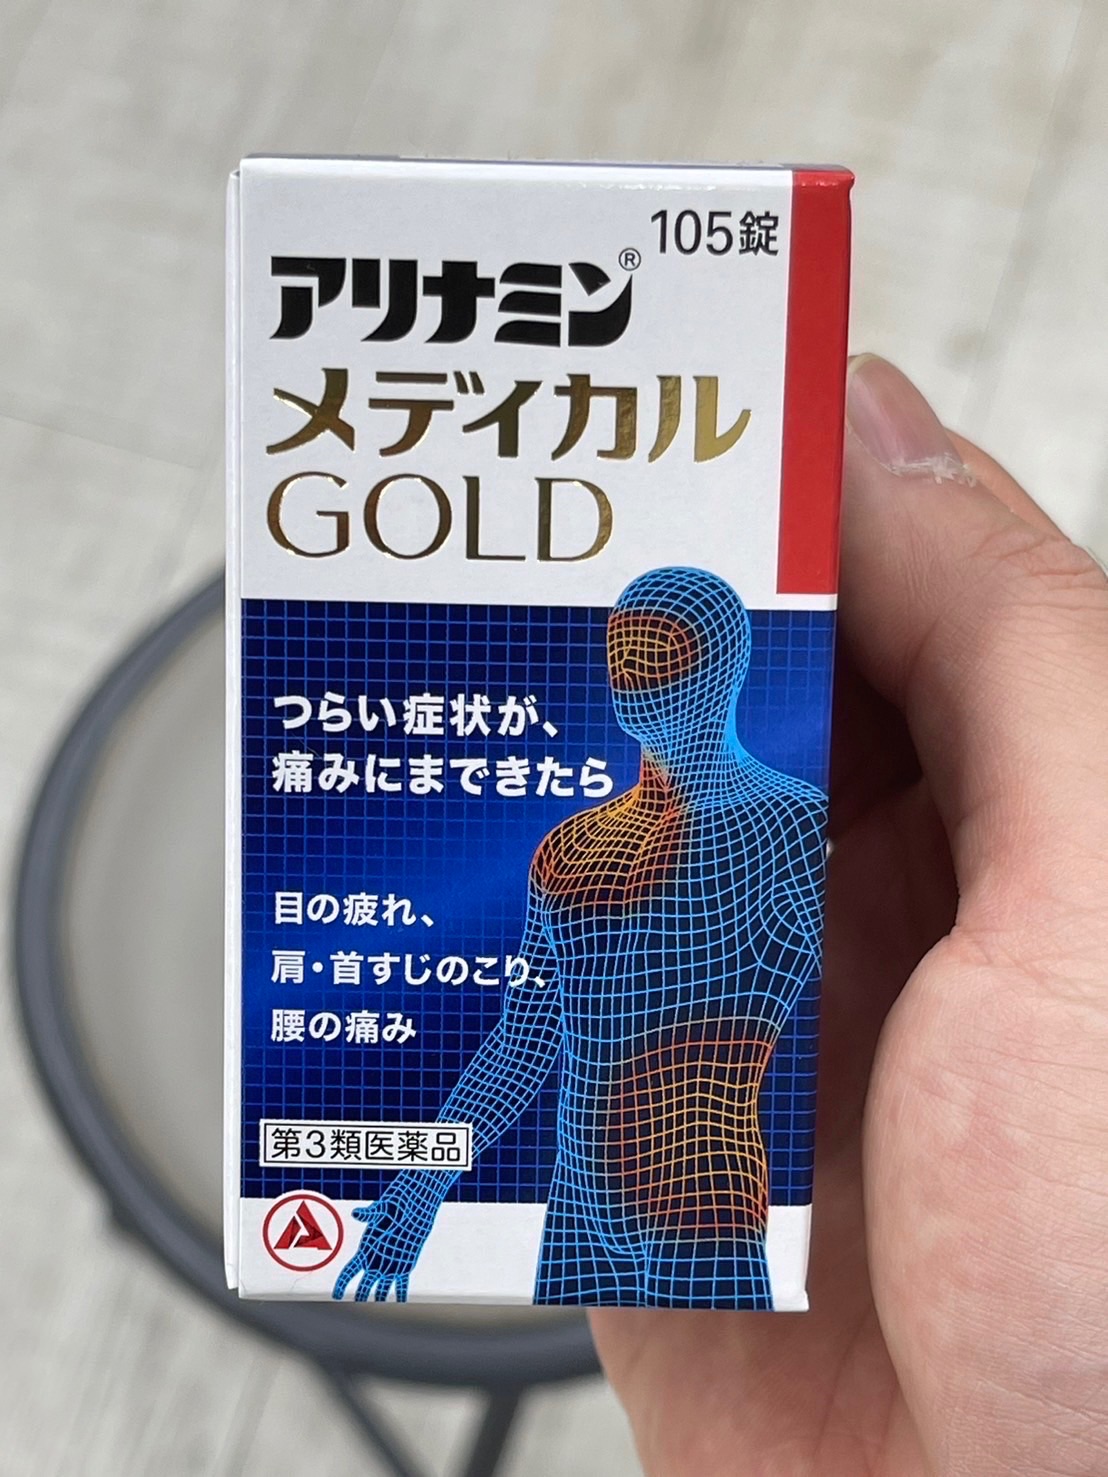 105錠
アリナミン®
メディカル
GOLD
つらい症状が、
痛みにまできたら
目の疲れ、
肩・首すじのこり、
腰の痛み
第3類医薬品